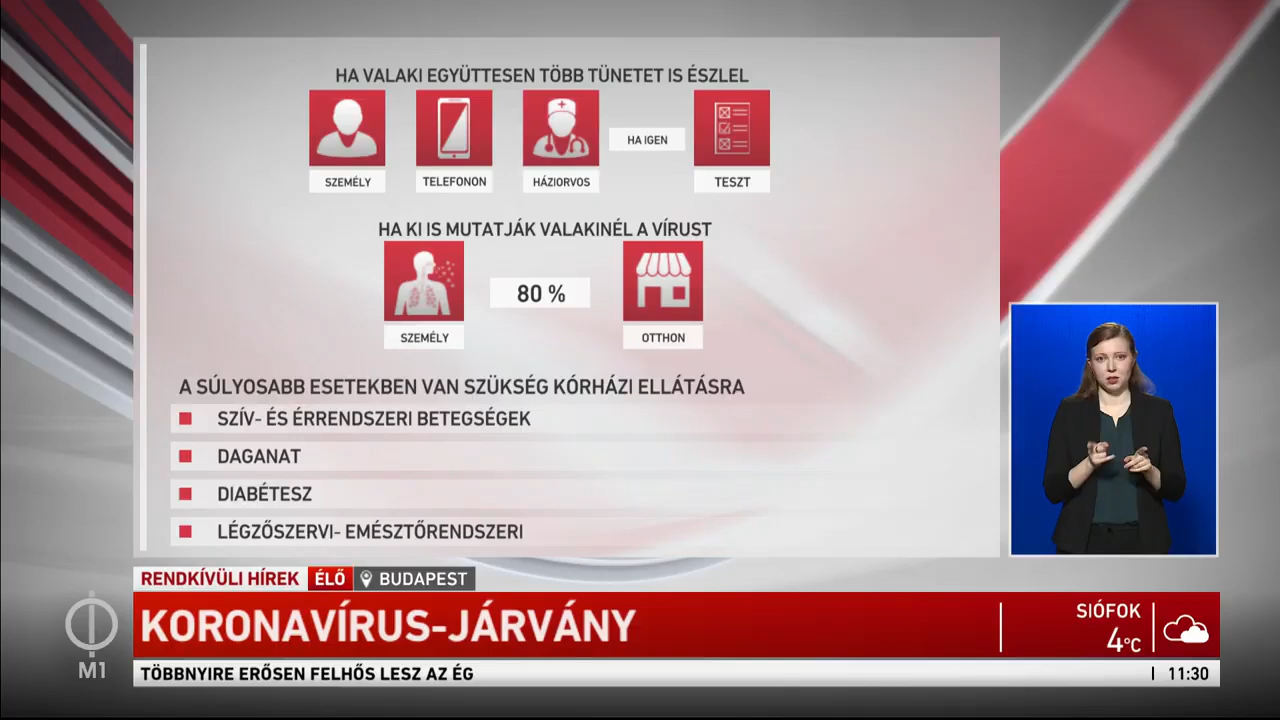 HA VALAKI EGYÜTTESEN TÖBB TÜNETET IS ÉSZLEL
HA IGEN
SZEMÉLY
TELEFONON
HÁZIORVOS
TESZT
HA KI IS MUTATJÁK VALAKINÉL A VÍRUST
80 %
SZEMÉLY
OTTHON
A SÚLYOSABB ESETEKBEN VAN SZÜKSÉG KÓRHÁZI ELLÁTÁSRA
SZÍV- ÉS ÉRRENDSZERI BETEGSÉGEK
DAGANAT
DIABÉTESZ
LÉGZŐSZERVI- EMÉSZTŐRENDSZERI
RENDKÍVÜLI HÍREK ÉLŐ BUDAPEST
KORONAVÍRUS-JÁRVÁNY
SIÓFOK
4°C
M1
TÖBBNYIRE ERŐSEN FELHŐS LESZ AZ ÉG
11:30